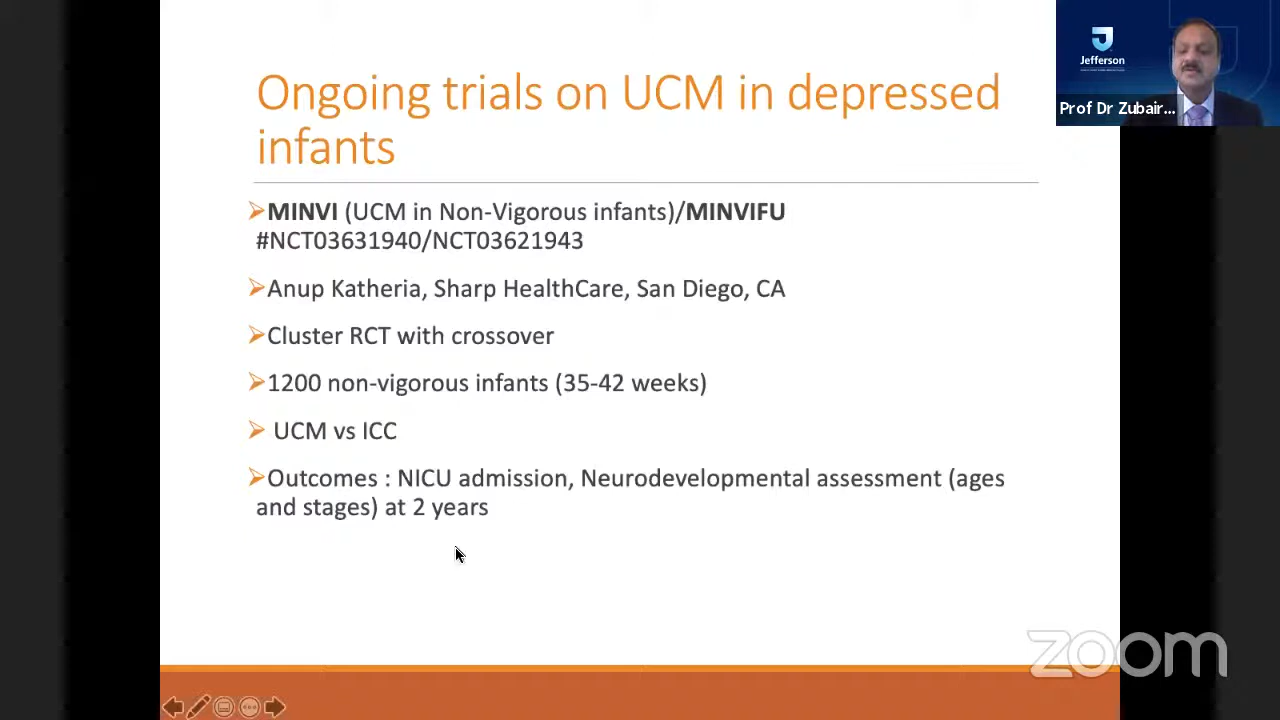 Ongoing trials on UCM in depressed
infants
MINVI (UCM in Non-Vigorous infants)/MINVIFU
#NCT03631940/NCT03621943
Anup Katheria, Sharp HealthCare, San Diego, CA
Cluster RCT with crossover
1200 non-vigorous infants (35-42 weeks)
UCM vs ICC
Outcomes : NICU admission, Neurodevelopmental assessment (ages
and stages) at 2 years
Jefferson
Prof Dr Zubair...
zoom